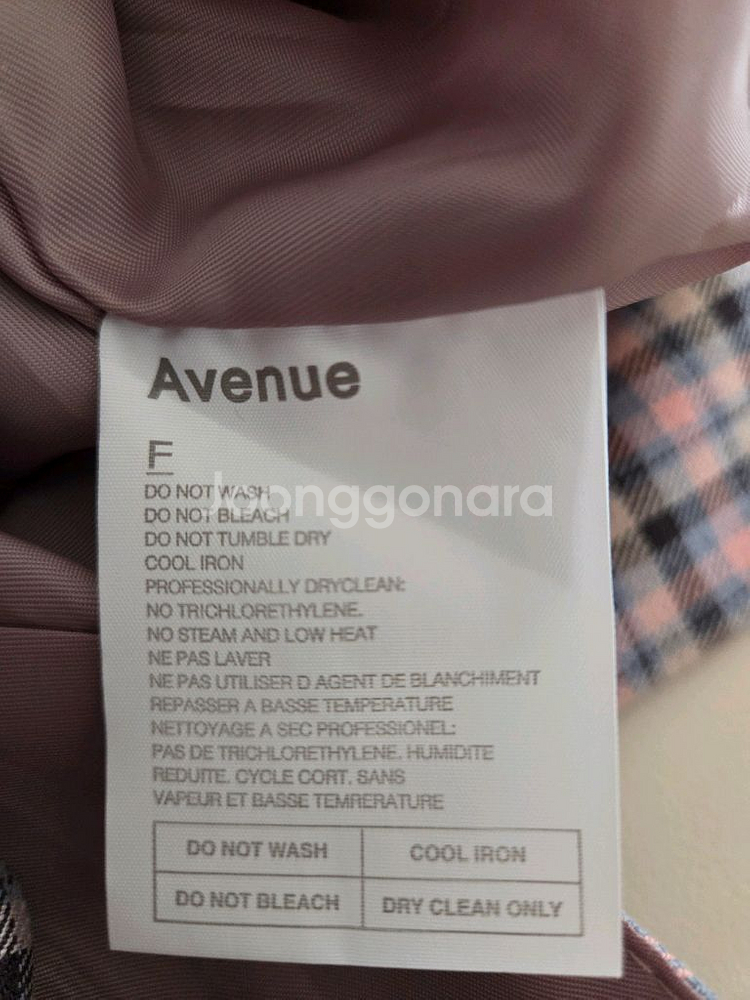 Avenue
F
DO NOT WASH
DO NOT BLEACH
DO NOT TUMBLE DRY
COOL IRON
PROFESSIONALLY DRYCLEAN:
NO TRICHLORETHYLENE.
NO STEAM AND LOW HEAT
NE PAS LAVER
NE PAS UTILISER D AGENT DE BLANCHIMENT
REPASSER A BASSE TEMPERATURE
NETTOYAGE A SEC PROFESSIONEL:
PAS DE TRICHLORETHYLENE. HUMIDITE
REDUITE. CYCLE CORT. SANS
VAPEUR ET BASSE TEMRERATURE
DO NOT WASH COOL IRON
DO NOT BLEACH DRY CLEAN ONLY
joonggonara